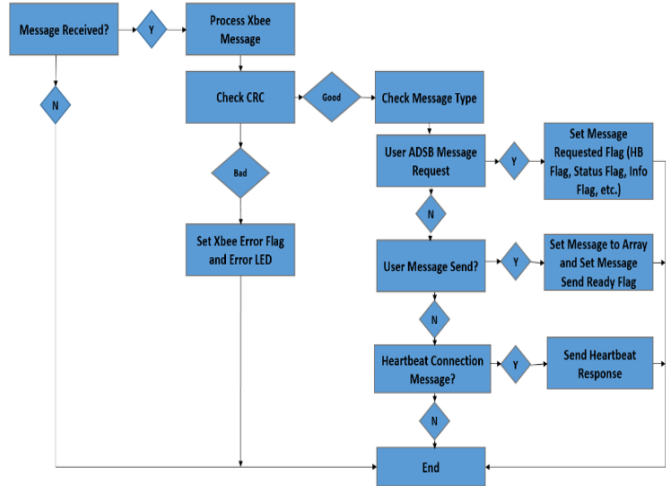 Message Received?
Y
Process Xbee
Message
N
Check CRC
Good
Check Message Type
Bad
User ADSB Message
Request
Y
Set Message
Requested Flag (HB
Flag, Status Flag, Info
Flag, etc.)
N
Set Xbee Error Flag
and Error LED
User Message Send?
Y
Set Message to Array
and Set Message
Send Ready Flag
N
Heartbeat Connection
Message?
Y
Send Heartbeat
Response
N
End